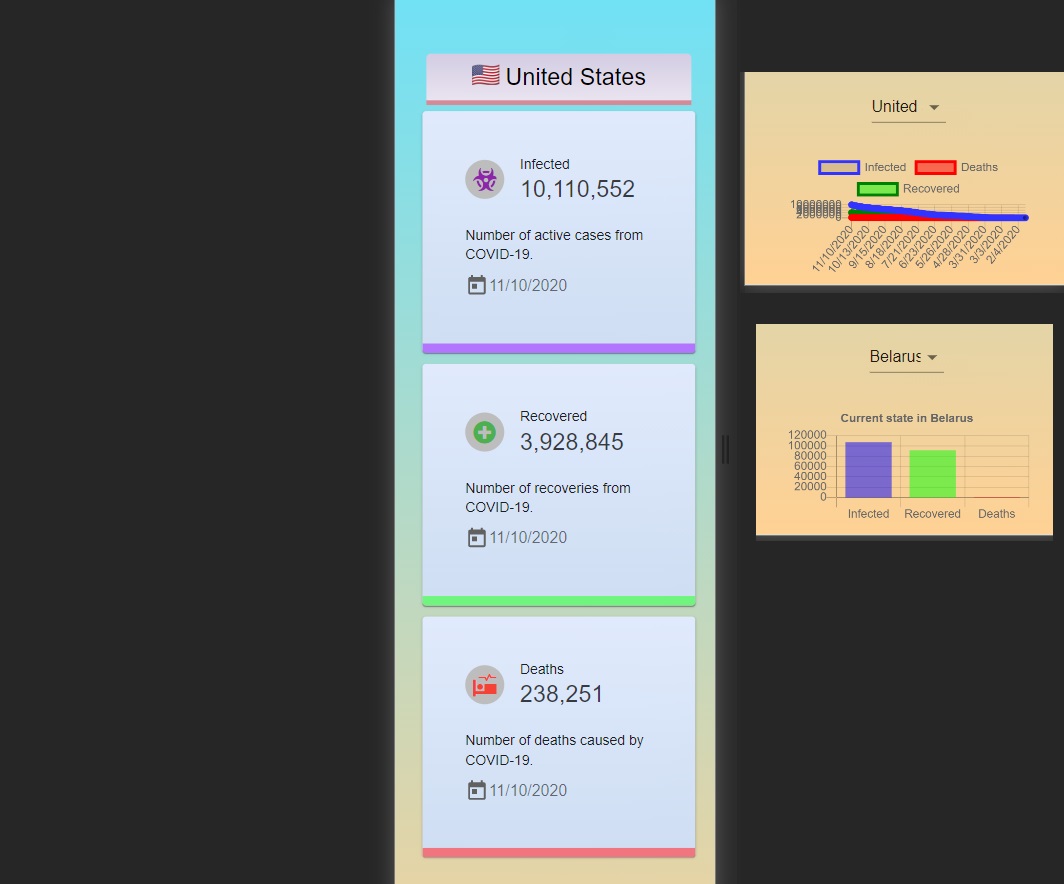 United States
Infected
10,110,552
Number of active cases from
COVID-19.
11/10/2020
Recovered
3,928,845
Number of recoveries from
COVID-19.
11/10/2020
Deaths
238,251
Number of deaths caused by
COVID-19.
11/10/2020
United
Infected Deaths
Recovered
10000000
2000000
0
11/10/2020 10/13/2020 9/15/2020 8/18/2020 7/21/2020 6/23/2020 5/26/2020 4/28/2020 3/31/2020 3/3/2020 2/4/2020
Belarus
Current state in Belarus
120000
100000
80000
60000
40000
20000
0
Infected Recovered Deaths